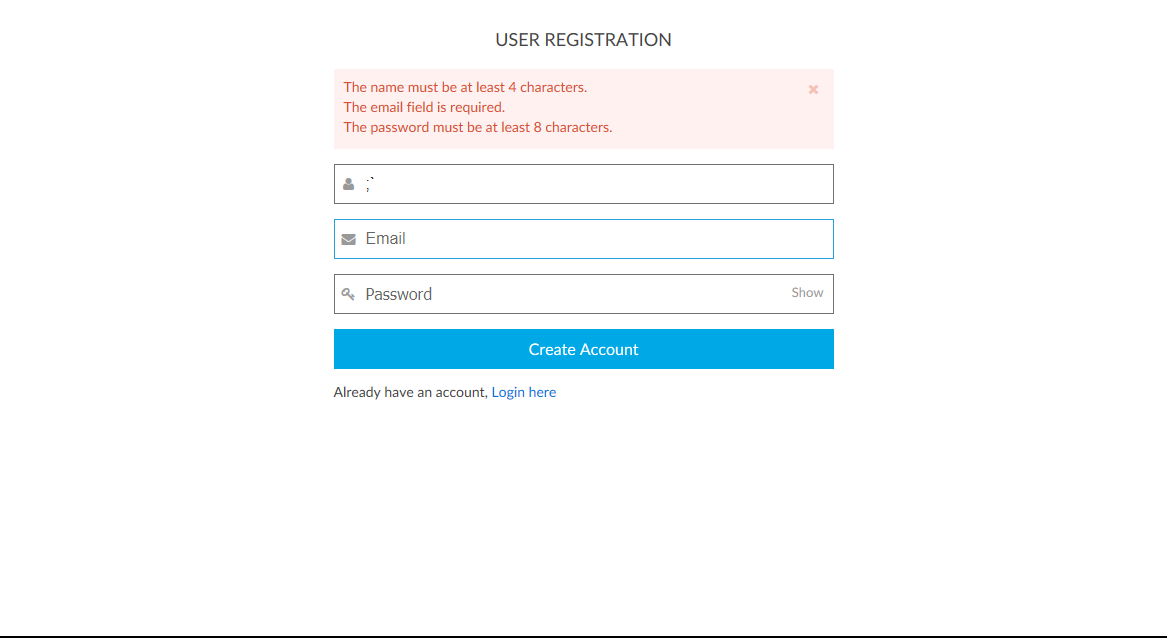 USER REGISTRATION
The name must be at least 4 characters.
The email field is required.
The password must be at least 8 characters.
;`
Email
Password Show
Create Account
Already have an account, Login here